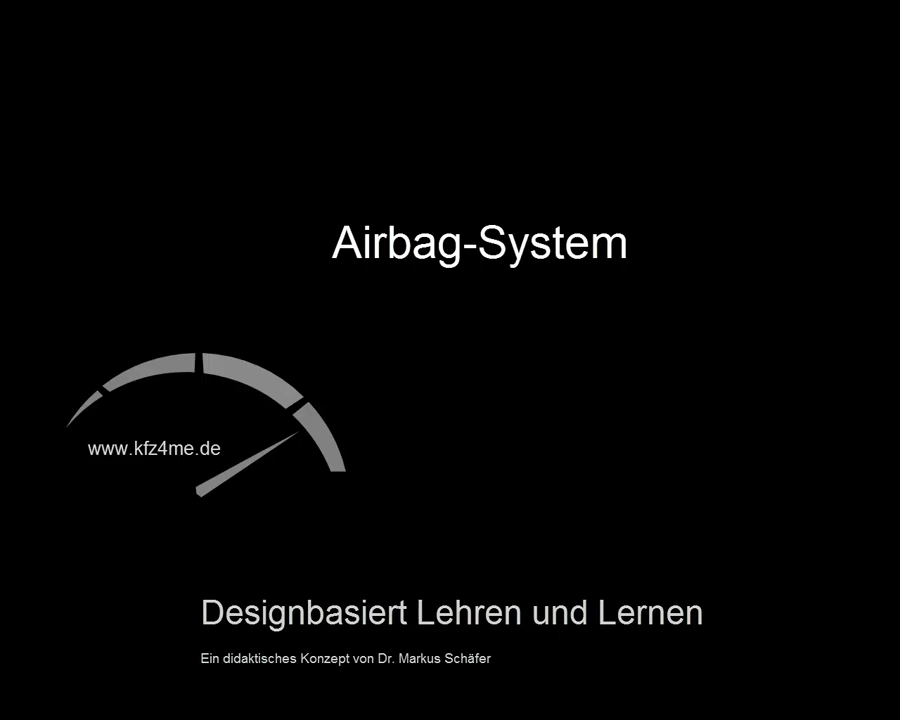 Airbag-System
www.kfz4me.de
Designbasiert Lehren und Lernen
Ein didaktisches Konzept von Dr. Markus Schäfer